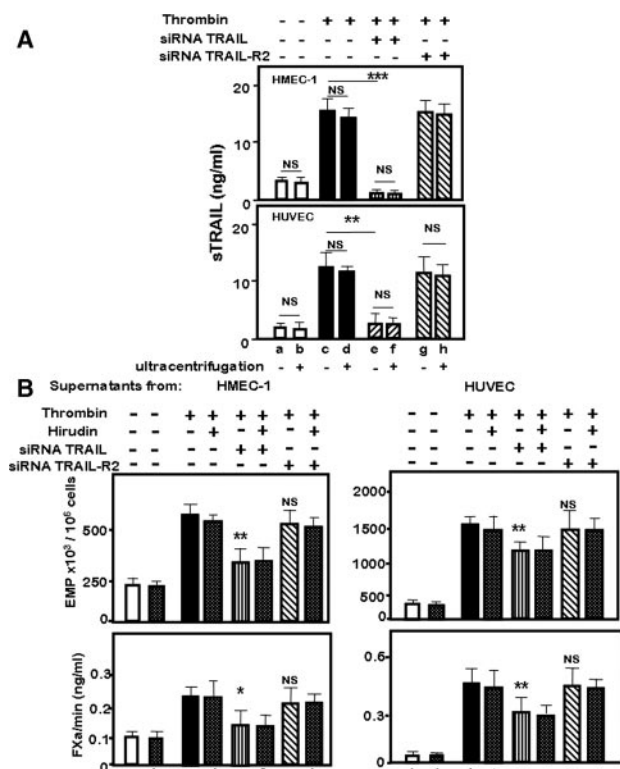 A
Thrombin - - + + + + + +
siRNA TRAIL + +
siRNA TRAIL-R2 + +
HMEC-1
***
NS NS NS NS
20
10
0
sTRAIL (ng/ml)
HUVEC
**
NS NS NS NS
20
10
0
a b c d e f g h
ultracentrifugation + + + +
B
Supernatants from: HMEC-1 HUVEC
Thrombin - - + + + + + + - - + + + + + +
Hirudin - - + + + - - + + +
siRNA TRAIL - - + + - - + +
siRNA TRAIL-R2 - - + + - - + +
EMP x10³ / 10⁶ cells
500
250
0
** NS
2000
1500
1000
500
0
** NS
FXa/min (ng/ml)
0.3
0.2
0.1
0
* NS
0.6
0.3
0
** NS